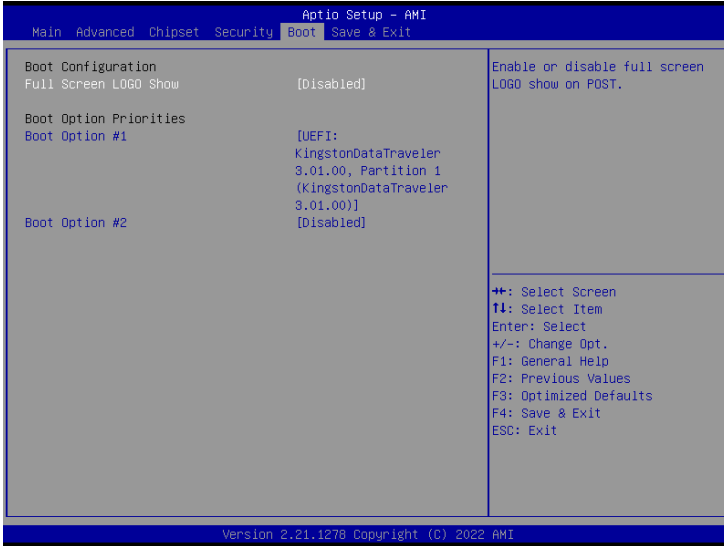 Aptio Setup - AMI
Main Advanced Chipset Security Boot Save & Exit
Boot Configuration
Full Screen LOGO Show [Disabled]
Boot Option Priorities
Boot Option #1 [UEFI:
KingstonDataTraveler
3.01.00, Partition 1
(KingstonDataTraveler
3.01.00)]
Boot Option #2 [Disabled]
Enable or disable full screen
LOGO show on POST.
→←: Select Screen
↑↓: Select Item
Enter: Select
+/-: Change Opt.
F1: General Help
F2: Previous Values
F3: Optimized Defaults
F4: Save & Exit
ESC: Exit
Version 2.21.1278 Copyright (C) 2022 AMI